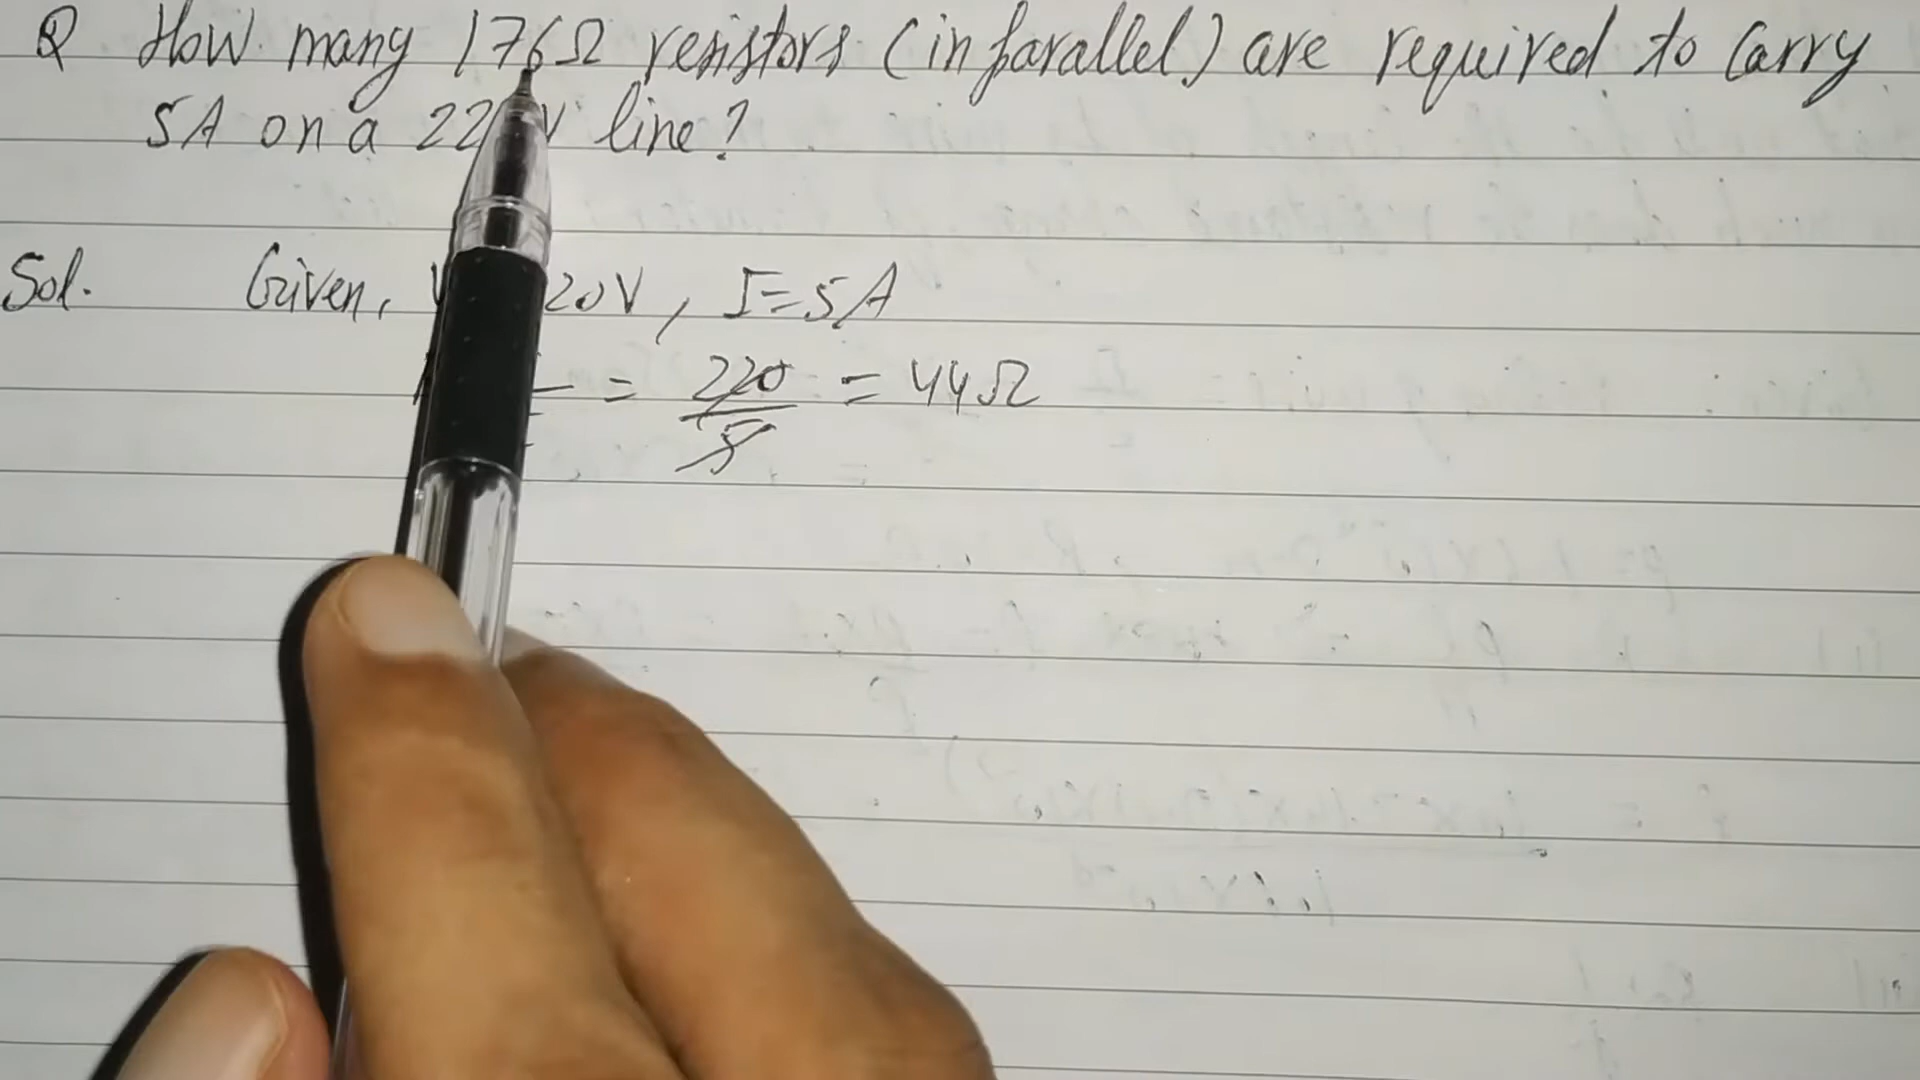 Q How many 176Ω resistors (in parallel) are required to carry
5A on a 22 V line?
Sol. Given, 20V, I=5A
= 220/5 = 44Ω